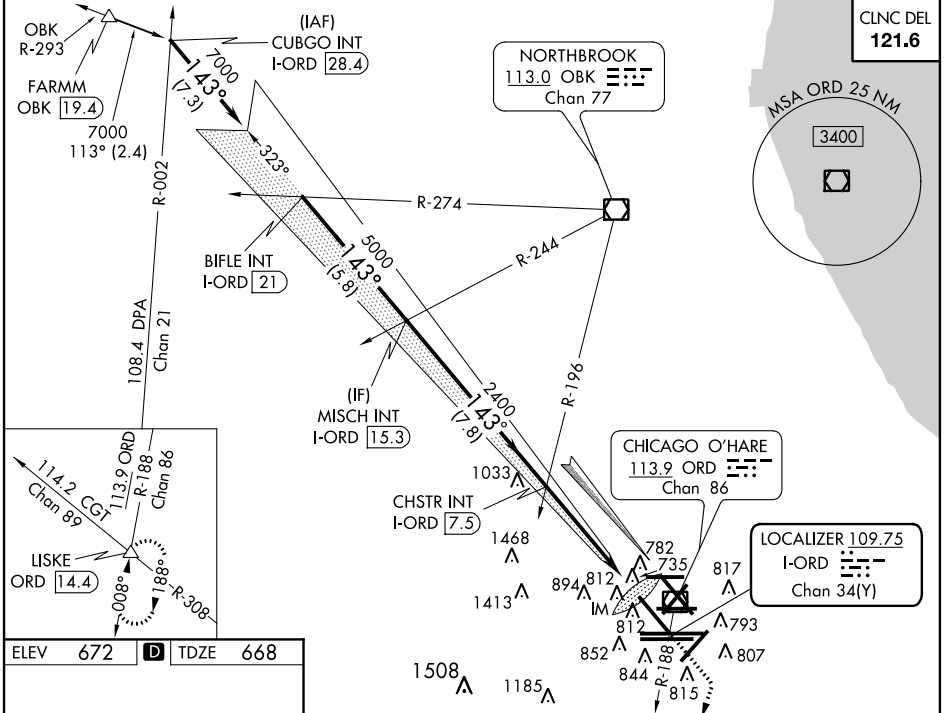 OBK
R-293
FARMM
OBK 19.4
7000
113° (2.4)
(IAF)
CUBGO INT
I-ORD 28.4
7000
143°
(7.3)
NORTHBROOK
113.0 OBK
Chan 77
CLNC DEL
121.6
MSA ORD 25 NM
3400
R-002
323°
R-274
BIFLE INT
I-ORD 21
5000
143°
(5.8)
R-244
108.4 DPA
Chan 21
(IF)
MISCH INT
I-ORD 15.3
R-196
2400
143°
(7.8)
1033
CHSTR INT
I-ORD 7.5
CHICAGO O'HARE
113.9 ORD
Chan 86
LOCALIZER 109.75
I-ORD
Chan 34(Y)
113.9 ORD
R-188
Chan 86
114.2 CGT
Chan 89
LISKE
ORD 14.4
008°
188°
R-308
1468
1413
894
812
782
735
817
IM
812
793
852
844
R-188
815
807
1508
1185
ELEV 672 D TDZE 668